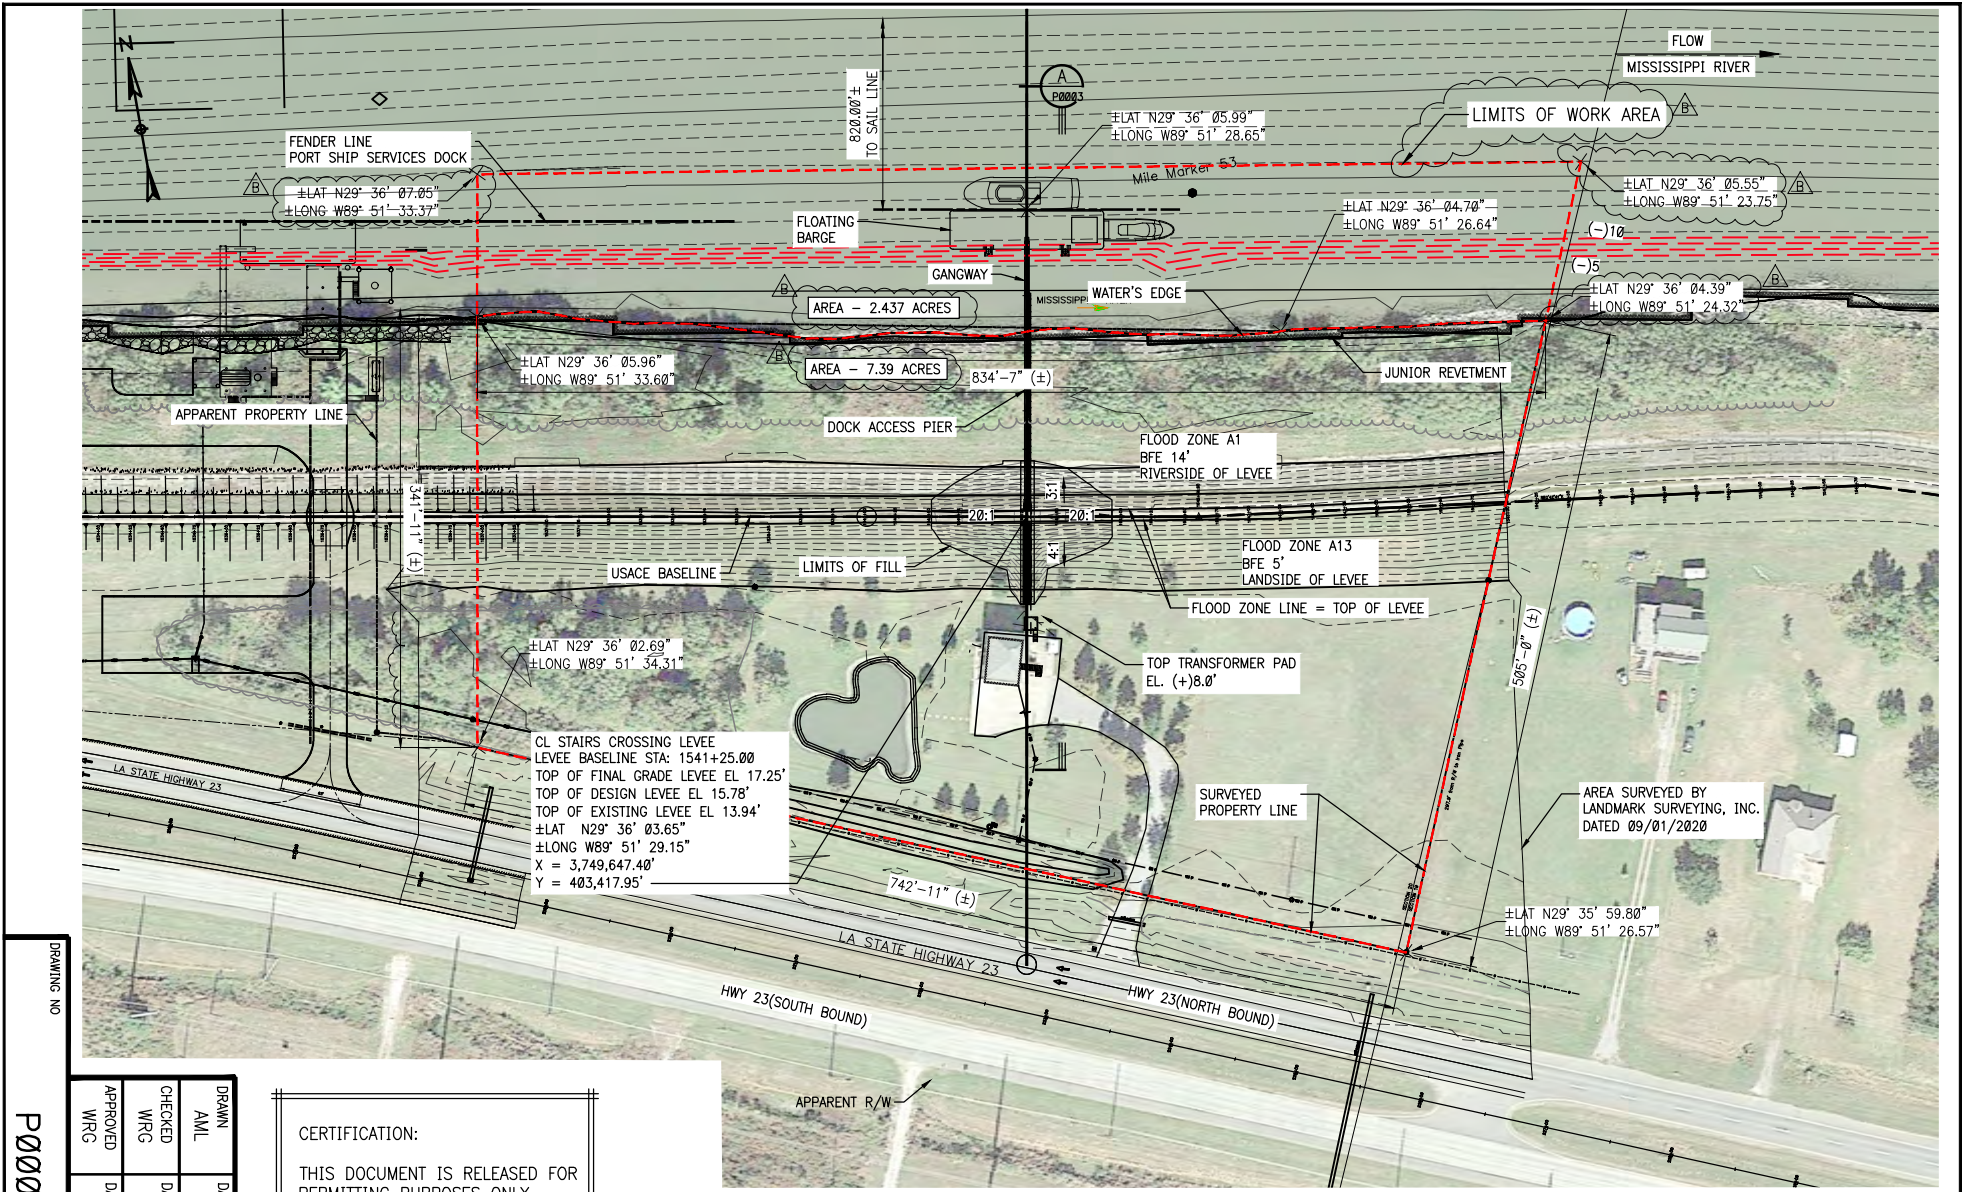 N
FLOW
MISSISSIPPI RIVER
A
P0003
820.00'±
TO SAIL LINE
±LAT N29° 36' 05.99"
±LONG W89° 51' 28.65"
LIMITS OF WORK AREA
B
FENDER LINE
PORT SHIP SERVICES DOCK
B
±LAT N29° 36' 07.05"
±LONG W89° 51' 33.37"
Mile Marker 53
±LAT N29° 36' 05.55"
±LONG W89° 51' 23.75"
B
FLOATING
BARGE
±LAT N29° 36' 04.70"
±LONG W89° 51' 26.64"
(-)10
(-)5
GANGWAY
B
AREA - 2.437 ACRES
WATER'S EDGE
±LAT N29° 36' 04.39"
±LONG W89° 51' 24.32"
B
±LAT N29° 36' 05.96"
±LONG W89° 51' 33.60"
B
AREA - 7.39 ACRES
834'-7" (±)
JUNIOR REVETMENT
APPARENT PROPERTY LINE
DOCK ACCESS PIER
FLOOD ZONE A1
BFE 14'
RIVERSIDE OF LEVEE
341'-11" (±)
3:1
20:1
20:1
4:1
USACE BASELINE
LIMITS OF FILL
FLOOD ZONE A13
BFE 5'
LANDSIDE OF LEVEE
FLOOD ZONE LINE = TOP OF LEVEE
505'-0" (±)
±LAT N29° 36' 02.69"
±LONG W89° 51' 34.31"
TOP TRANSFORMER PAD
EL. (+)8.0'
CL STAIRS CROSSING LEVEE
LEVEE BASELINE STA: 1541+25.00
TOP OF FINAL GRADE LEVEE EL 17.25'
TOP OF DESIGN LEVEE EL 15.78'
TOP OF EXISTING LEVEE EL 13.94'
±LAT N29° 36' 03.65"
±LONG W89° 51' 29.15"
X = 3,749,647.40'
Y = 403,417.95'
LA STATE HIGHWAY 23
SURVEYED
PROPERTY LINE
AREA SURVEYED BY
LANDMARK SURVEYING, INC.
DATED 09/01/2020
742'-11" (±)
±LAT N29° 35' 59.80"
±LONG W89° 51' 26.57"
LA STATE HIGHWAY 23
HWY 23(SOUTH BOUND)
HWY 23(NORTH BOUND)
APPARENT R/W
DRAWING NO
DRAWN
AML
CHECKED
WRG
APPROVED
WRG
CERTIFICATION:
THIS DOCUMENT IS RELEASED FOR
PERMITTING PURPOSES ONLY